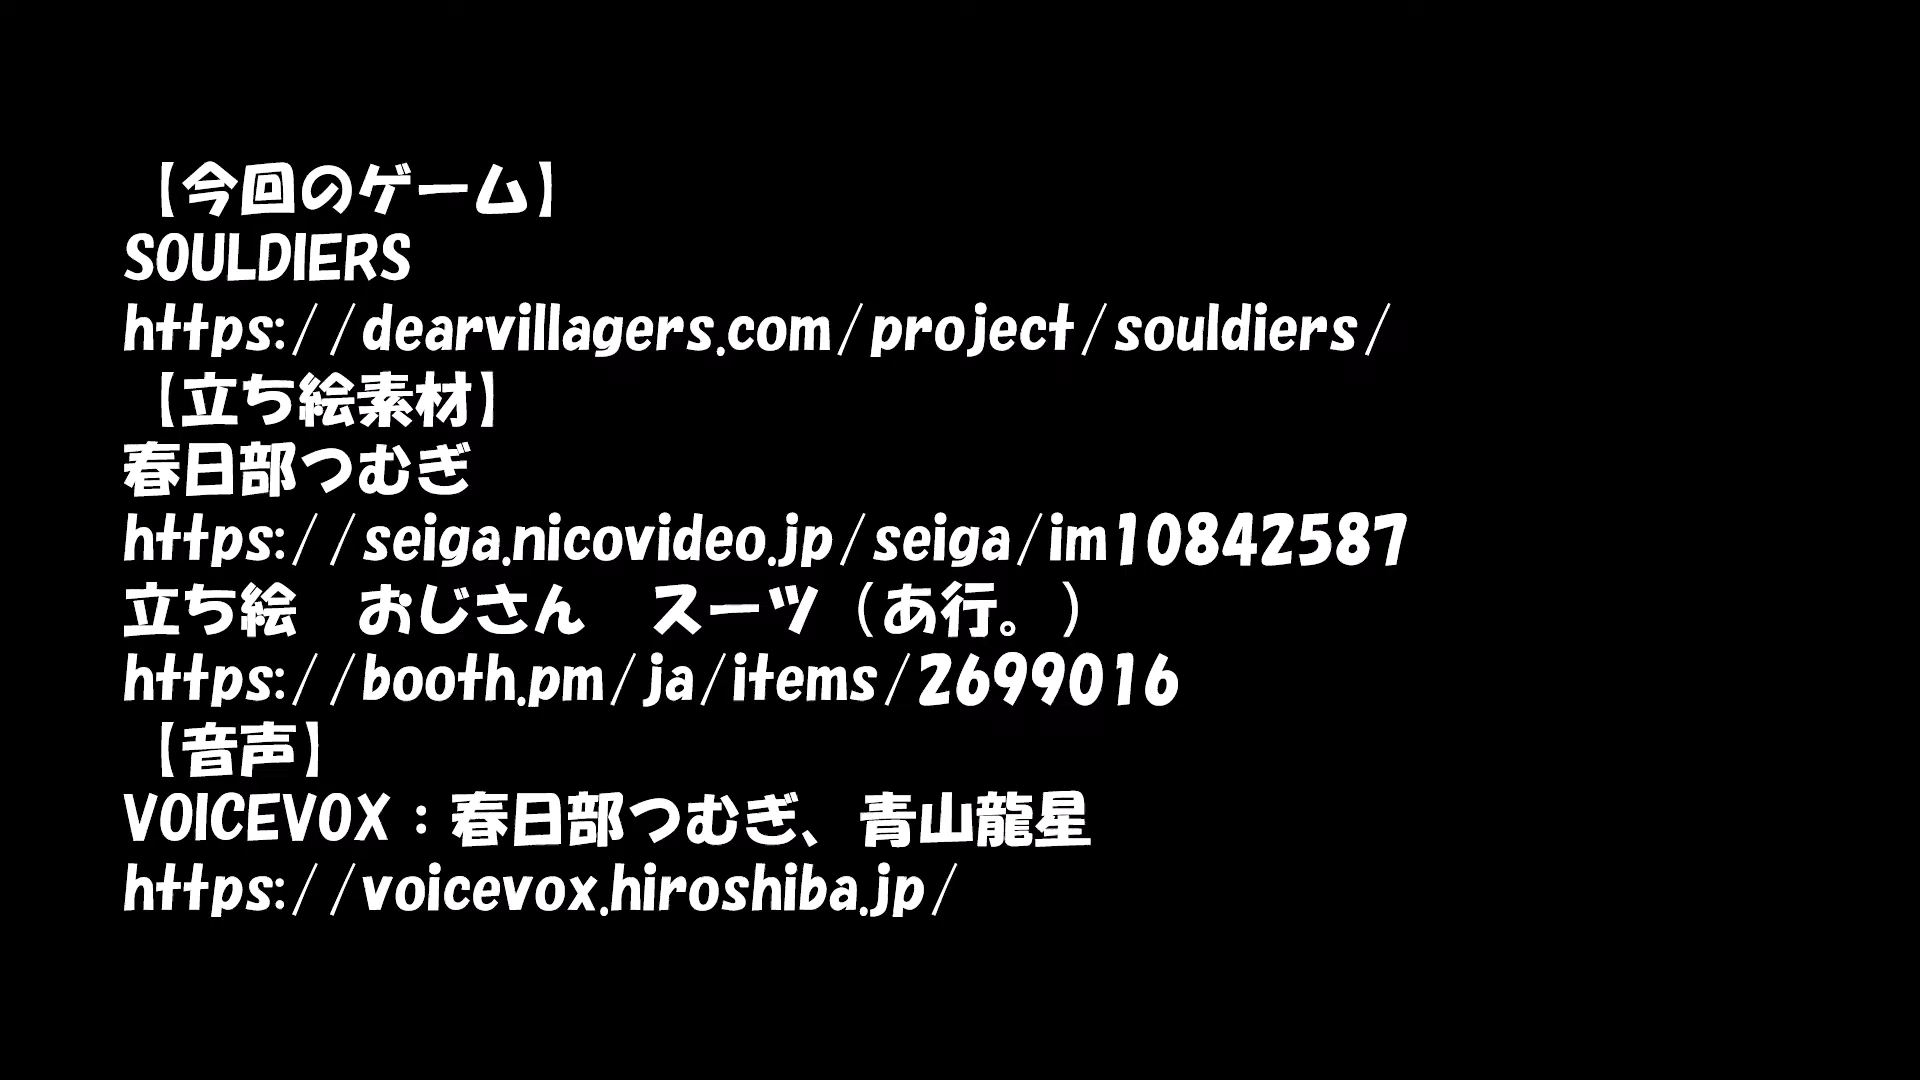 【今回のゲーム】
SOULDIERS
https://dearvillagers.com/project/souldiers/
【立ち絵素材】
春日部つむぎ
https://seiga.nicovideo.jp/seiga/im10842587
立ち絵　おじさん　スーツ（あ行。）
https://booth.pm/ja/items/2699016
【音声】
VOICEVOX：春日部つむぎ、青山龍星
https://voicevox.hiroshiba.jp/